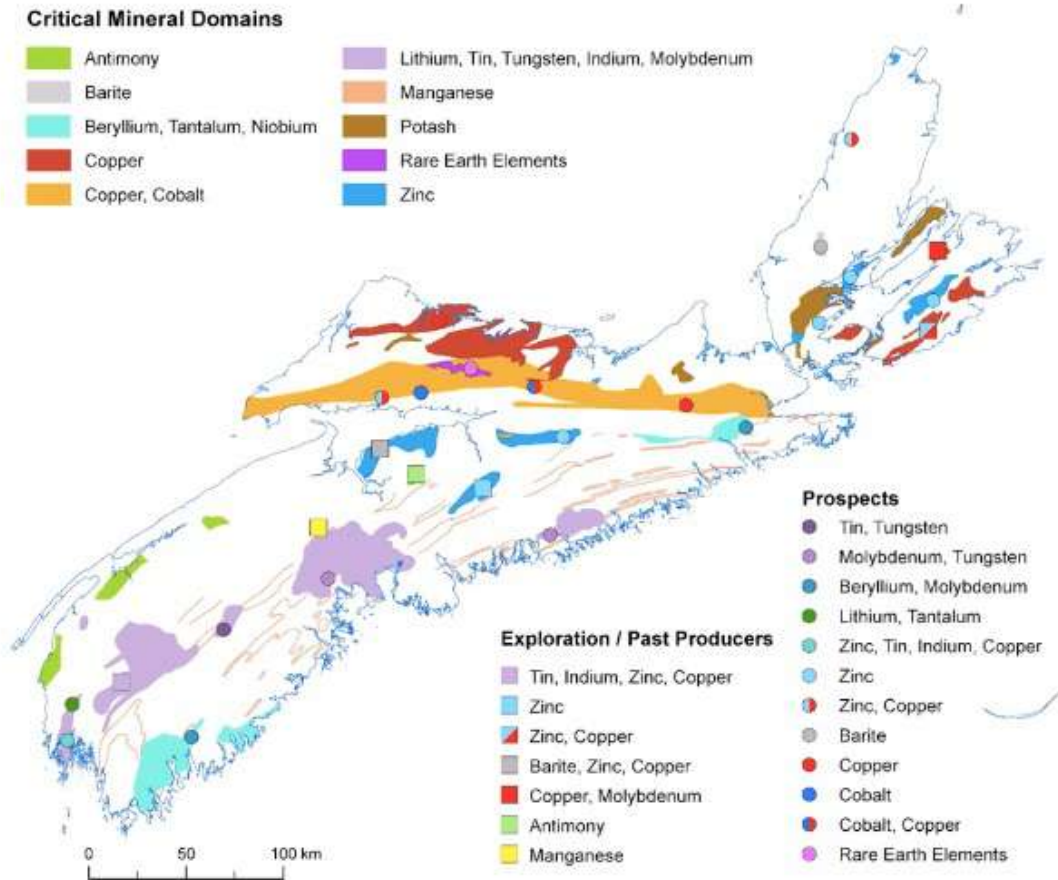 Critical Mineral Domains
Antimony
Barite
Beryllium, Tantalum, Niobium
Copper
Copper, Cobalt
Lithium, Tin, Tungsten, Indium, Molybdenum
Manganese
Potash
Rare Earth Elements
Zinc
Prospects
Tin, Tungsten
Molybdenum, Tungsten
Beryllium, Molybdenum
Lithium, Tantalum
Zinc, Tin, Indium, Copper
Zinc
Zinc, Copper
Barite
Copper
Cobalt
Cobalt, Copper
Rare Earth Elements
Exploration / Past Producers
Tin, Indium, Zinc, Copper
Zinc
Zinc, Copper
Barite, Zinc, Copper
Copper, Molybdenum
Antimony
Manganese
0 50 100 km